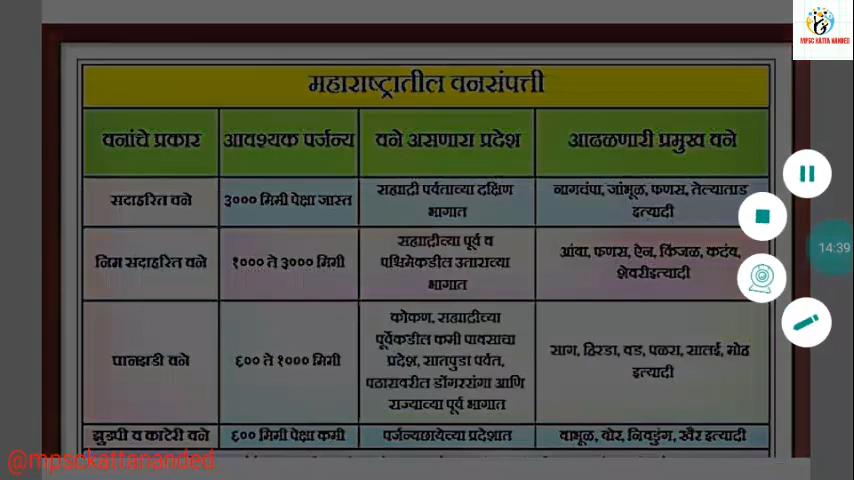 MPSC KATTA NANDED
महाराष्ट्रातील वनसंपत्ती
वनांचे प्रकार
आवश्यक पर्जन्य
वने असणारा प्रदेश
आढळणारी प्रमुख वने
सदाहरित वने
३००० मिमी पेक्षा जास्त
सह्याद्री पर्वताच्या दक्षिण
भागात
नागचंपा, जांभूळ, फणस, तेल्याताड
इत्यादी
निम सदाहरित वने
१००० ते ३००० मिमी
सह्याद्रीच्या पूर्व व
पश्चिमेकडील उताराच्या
भागात
आंबा, फणस, ऐन, किंजळ, कदंब,
शेवरीइत्यादी
पानझडी वने
६०० ते १००० मिमी
कोकण, सह्याद्रीच्या
पूर्वेकडील कमी पावसाचा
प्रदेश, सातपुडा पर्वत,
पठारावरील डोंगररांगा आणि
राज्याच्या पूर्व भागात
साग, हिरडा, वड, पळस, सालई, मोह
इत्यादी
झुडपी व काटेरी वने
६०० मिमी पेक्षा कमी
पर्जन्यछायेच्या प्रदेशात
बाभूळ, बोर, निवडुंग, खैर इत्यादी
14:39
@mpsckattananded